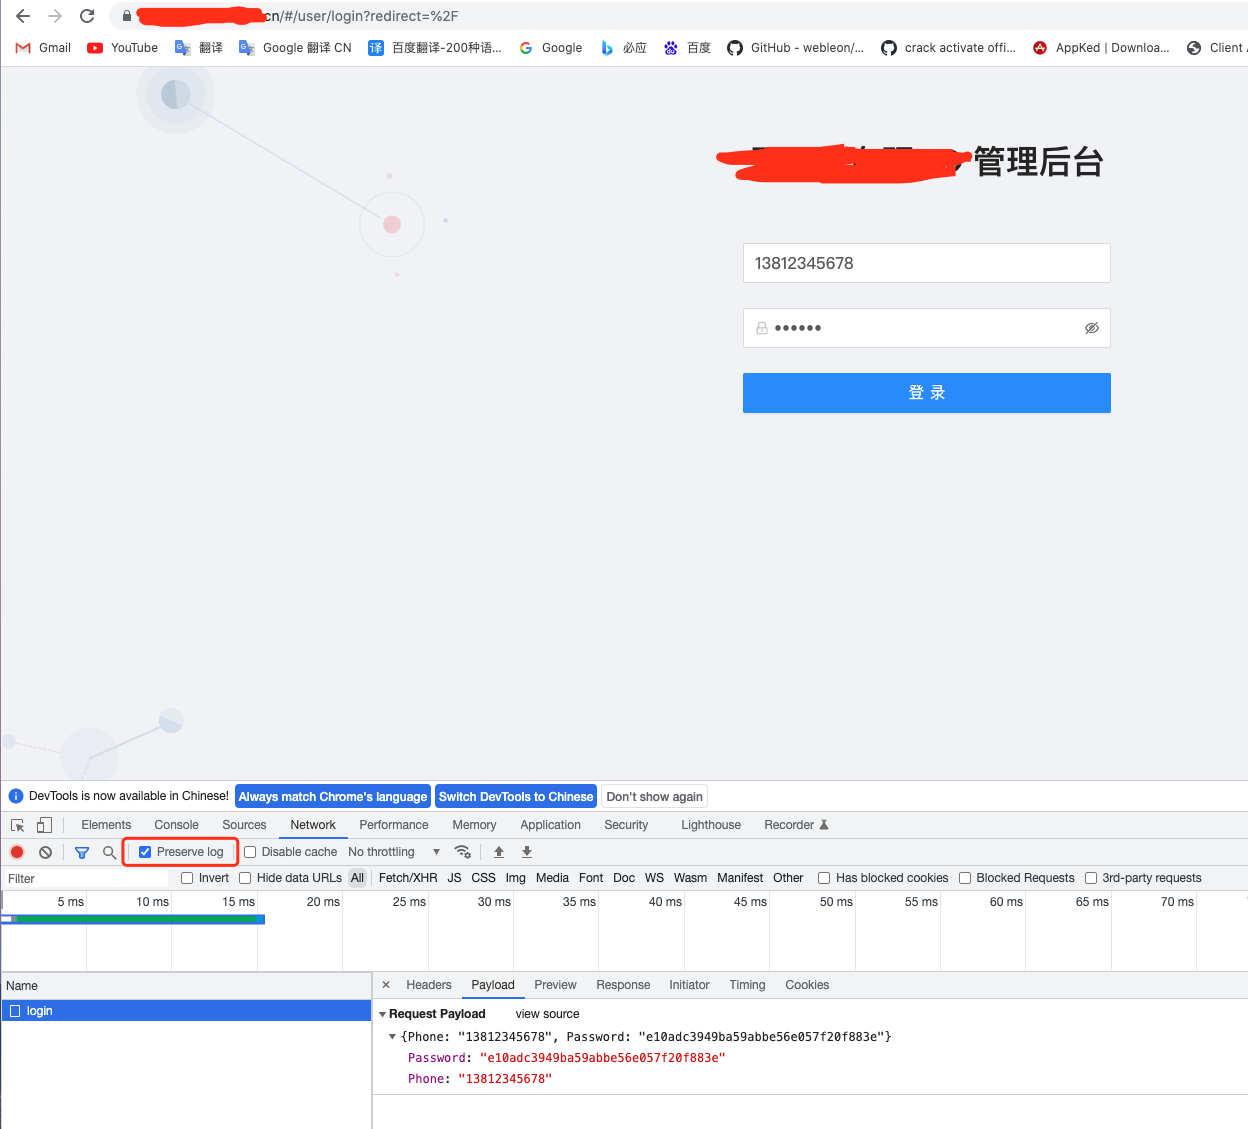 cn/#/user/login?redirect=%2F
Gmail YouTube 翻译 Google 翻译 CN 百度翻译-200种语... Google 必应 百度 GitHub - webleon/... crack activate offi... AppKed | Downloa... Client
管理后台
13812345678
••••••
登 录
DevTools is now available in Chinese! Always match Chrome's language Switch DevTools to Chinese Don't show again
Elements Console Sources Network Performance Memory Application Security Lighthouse Recorder
Preserve log Disable cache No throttling
Filter Invert Hide data URLs All Fetch/XHR JS CSS Img Media Font Doc WS Wasm Manifest Other Has blocked cookies Blocked Requests 3rd-party requests
5 ms 10 ms 15 ms 20 ms 25 ms 30 ms 35 ms 40 ms 45 ms 50 ms 55 ms 60 ms 65 ms 70 ms
Name × Headers Payload Preview Response Initiator Timing Cookies
login
Request Payload view source
{Phone: "13812345678", Password: "e10adc3949ba59abbe56e057f20f883e"}
Password: "e10adc3949ba59abbe56e057f20f883e"
Phone: "13812345678"